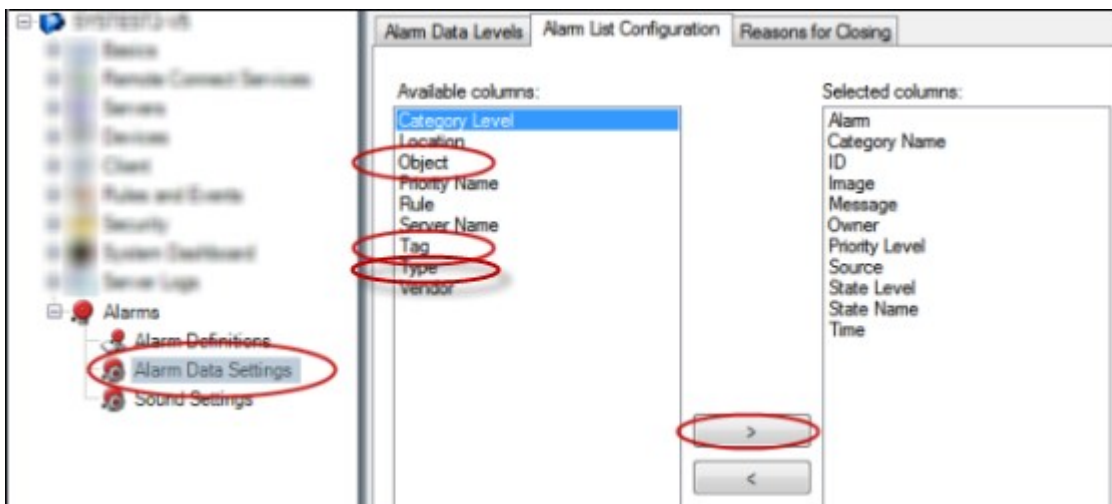 Alarms
Alarm Definitions
Alarm Data Settings
Sound Settings
Alarm Data Levels
Alarm List Configuration
Reasons for Closing
Available columns:
Category Level
Location
Object
Priority Name
Rule
Server Name
Tag
Type
Vendor
>
<
Selected columns:
Alarm
Category Name
ID
Image
Message
Owner
Priority Level
Source
State Level
State Name
Time